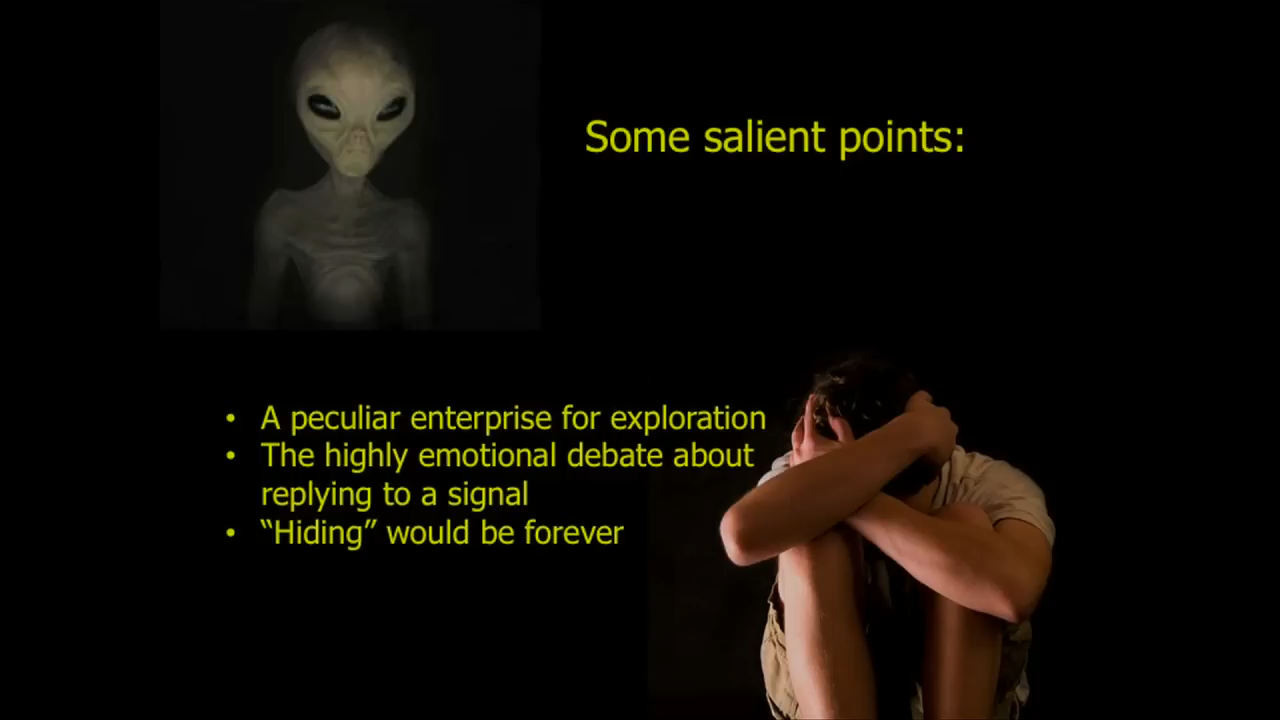 Some salient points:
• A peculiar enterprise for exploration
• The highly emotional debate about
replying to a signal
• “Hiding” would be forever